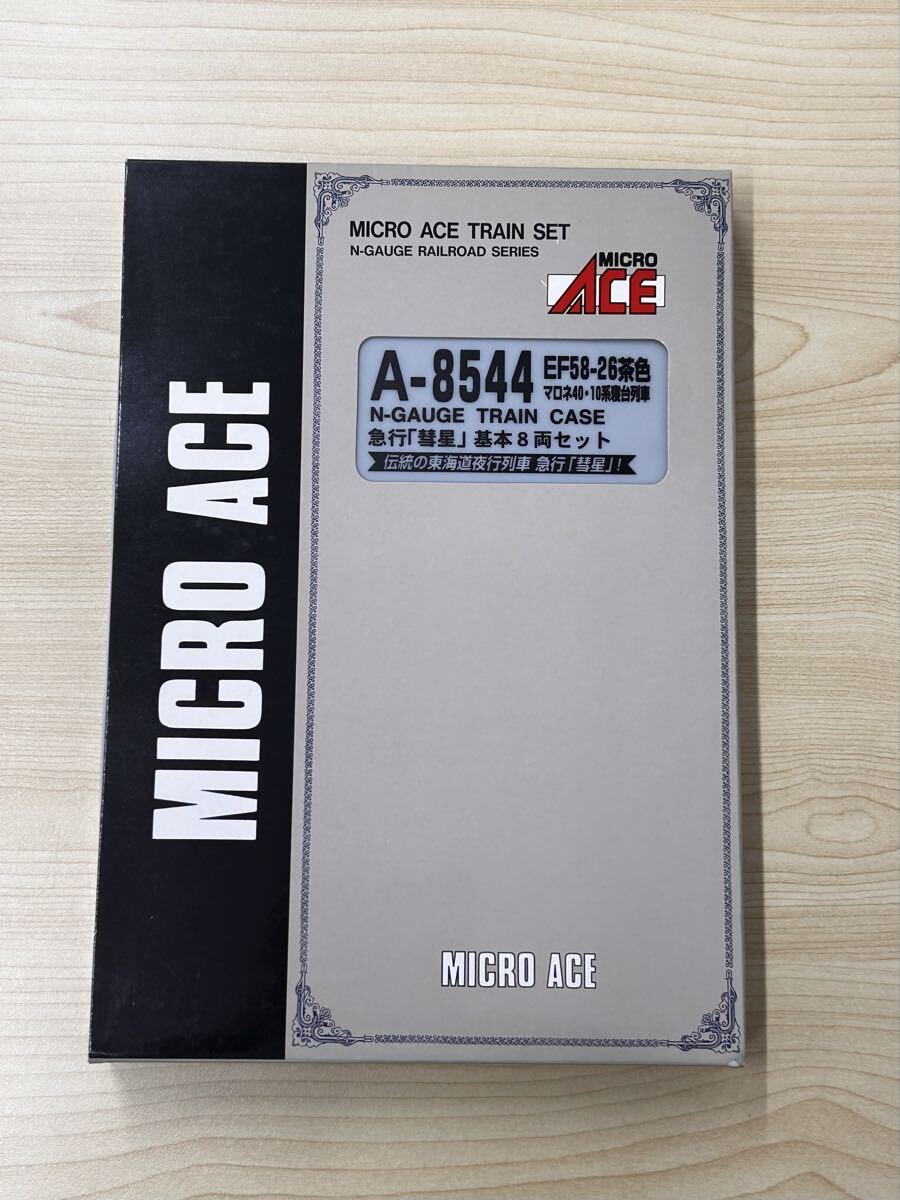 MICRO ACE
MICRO ACE TRAIN SET
N-GAUGE RAILROAD SERIES
MICRO
ACE
A-8544 EF58-26茶色
マロネ40・10系寝台列車
N-GAUGE TRAIN CASE
急行「彗星」基本8両セット
伝統の東海道夜行列車 急行「彗星」!
MICRO ACE